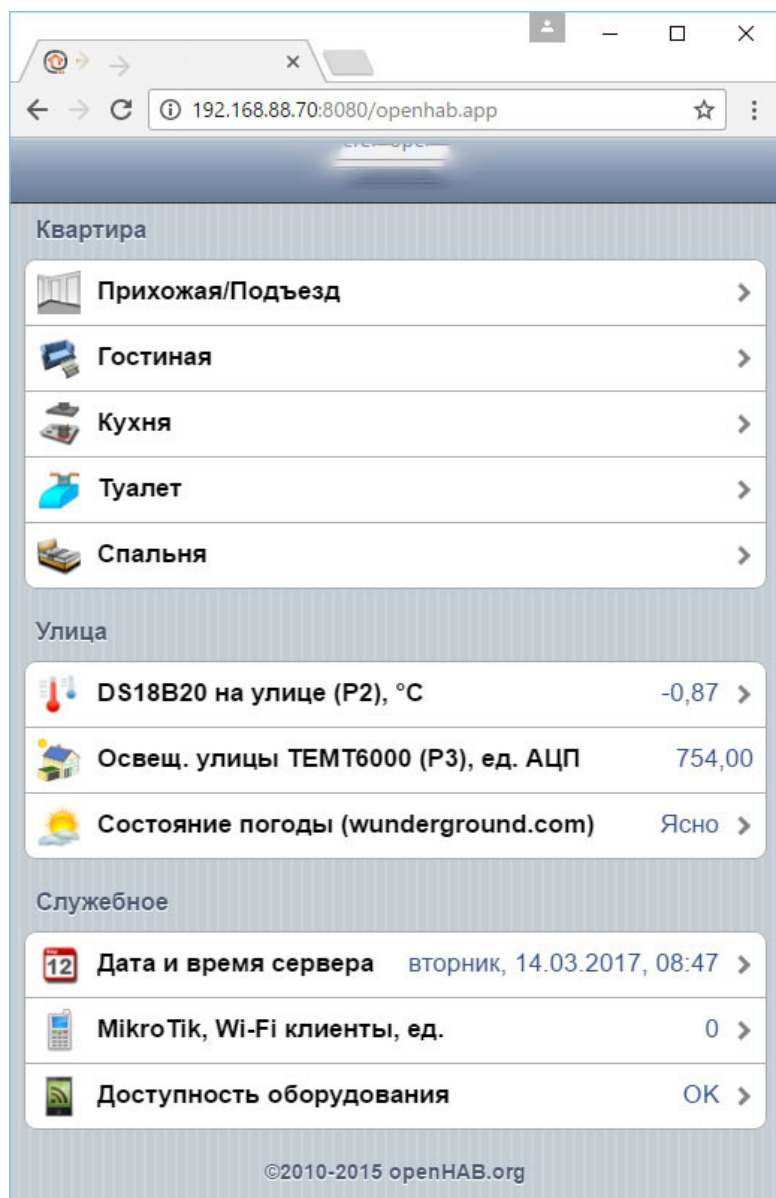 192.168.88.70:8080/openhab.app
Квартира
Прихожая/Подъезд
Гостиная
Кухня
Туалет
Спальня
Улица
DS18B20 на улице (P2), °C -0,87
Освещ. улицы TEMT6000 (P3), ед. АЦП 754,00
Состояние погоды (wunderground.com) Ясно
Служебное
12 Дата и время сервера вторник, 14.03.2017, 08:47
MikroTik, Wi-Fi клиенты, ед. 0
Доступность оборудования OK
©2010-2015 openHAB.org